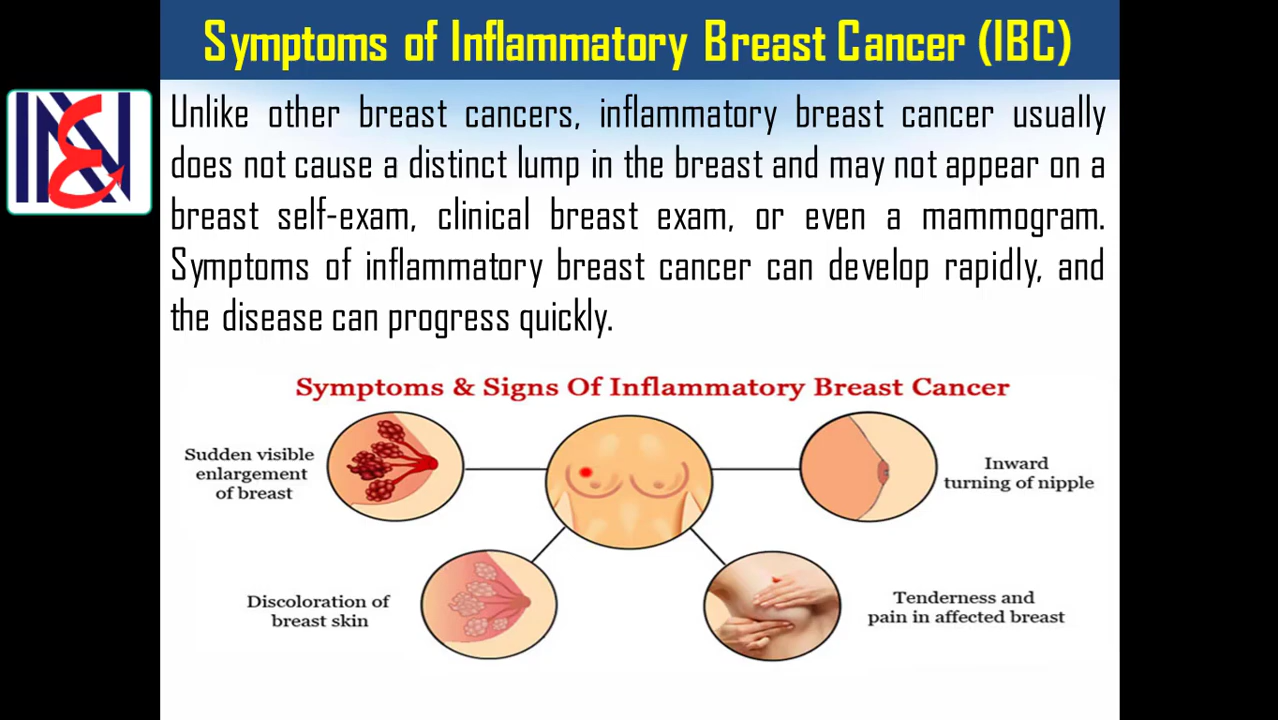 Symptoms of Inflammatory Breast Cancer (IBC)
Unlike other breast cancers, inflammatory breast cancer usually
does not cause a distinct lump in the breast and may not appear on a
breast self-exam, clinical breast exam, or even a mammogram.
Symptoms of inflammatory breast cancer can develop rapidly, and
the disease can progress quickly.
Symptoms & Signs Of Inflammatory Breast Cancer
Sudden visible
enlargement
of breast
Inward
turning of nipple
Discoloration of
breast skin
Tenderness and
pain in affected breast